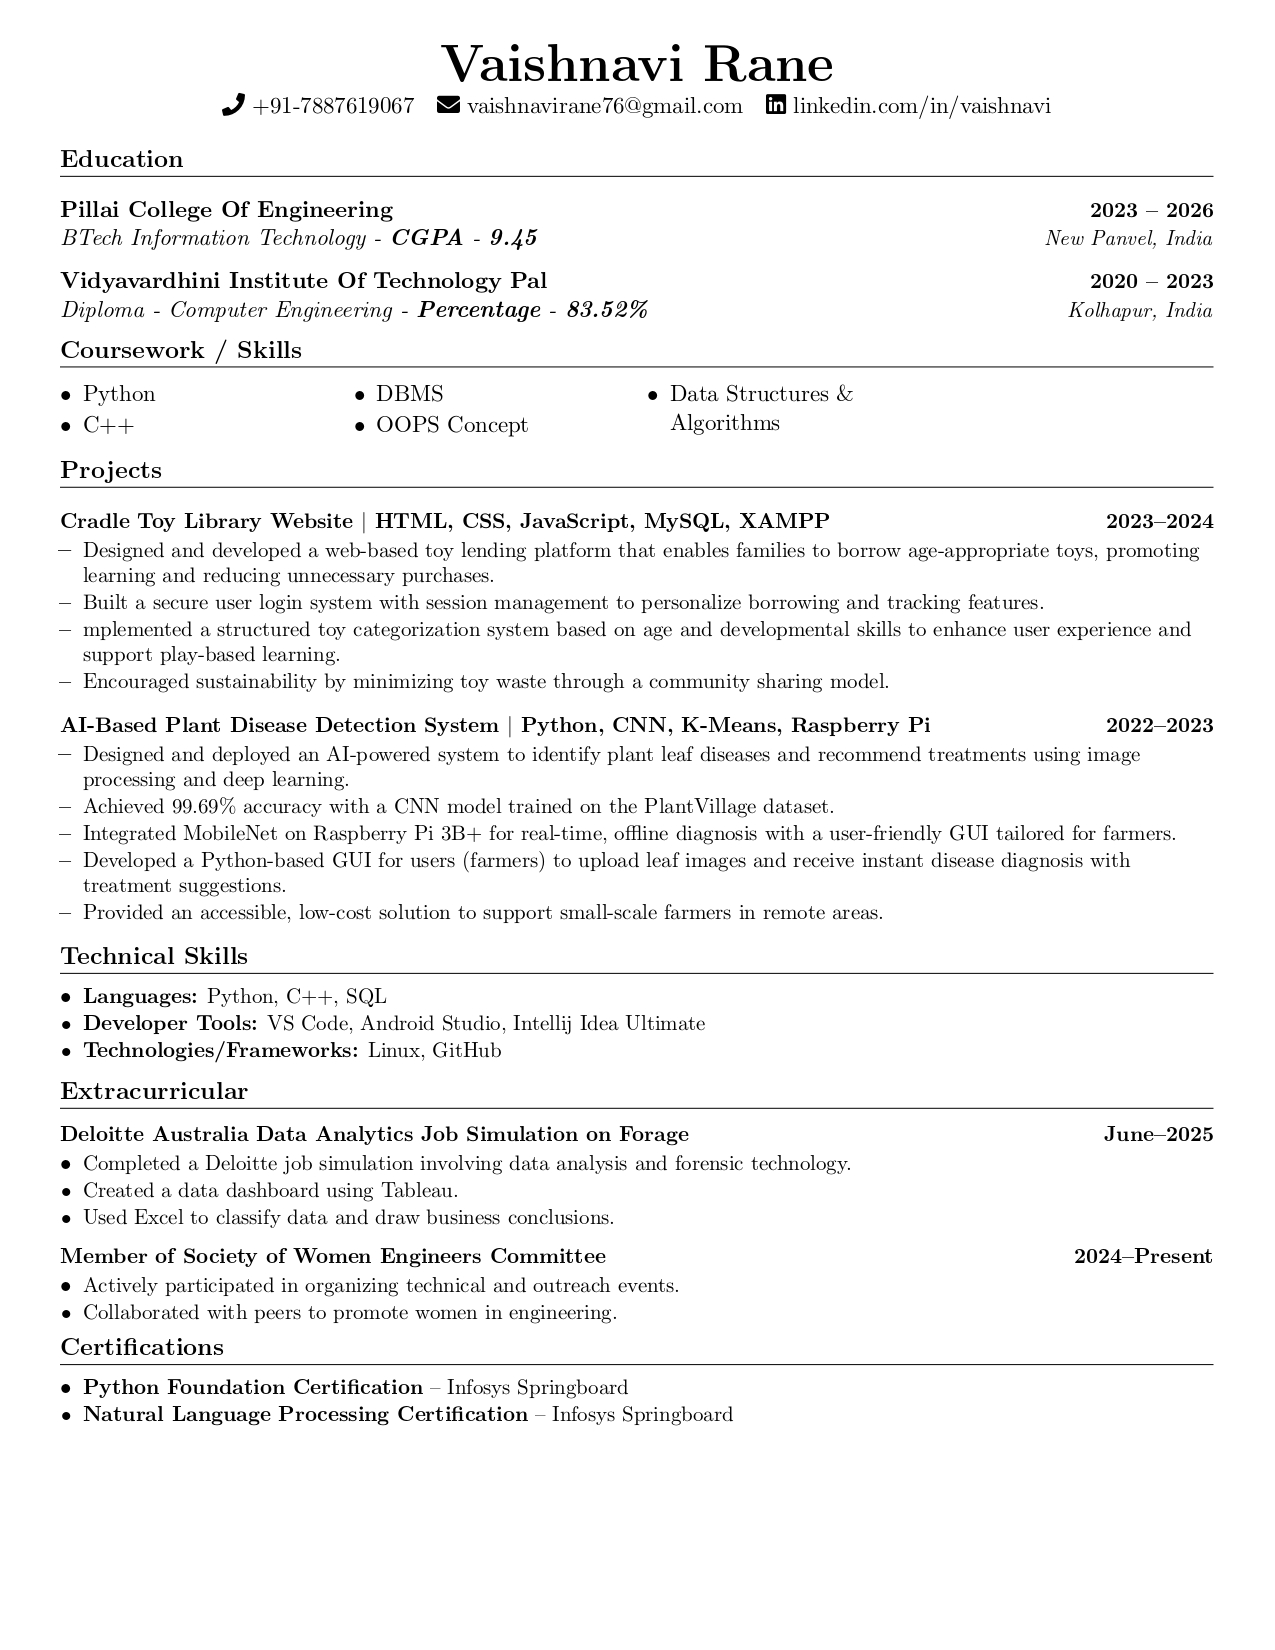 Vaishnavi Rane
+91-7887619067 vaishnavirane76@gmail.com linkedin.com/in/vaishnavi
Education
Pillai College Of Engineering 2023 – 2026
BTech Information Technology - CGPA - 9.45 New Panvel, India
Vidyavardhini Institute Of Technology Pal 2020 – 2023
Diploma - Computer Engineering - Percentage - 83.52% Kolhapur, India
Coursework / Skills
• Python • DBMS • Data Structures &
• C++ • OOPS Concept Algorithms
Projects
Cradle Toy Library Website | HTML, CSS, JavaScript, MySQL, XAMPP 2023–2024
– Designed and developed a web-based toy lending platform that enables families to borrow age-appropriate toys, promoting
learning and reducing unnecessary purchases.
– Built a secure user login system with session management to personalize borrowing and tracking features.
– mplemented a structured toy categorization system based on age and developmental skills to enhance user experience and
support play-based learning.
– Encouraged sustainability by minimizing toy waste through a community sharing model.
AI-Based Plant Disease Detection System | Python, CNN, K-Means, Raspberry Pi 2022–2023
– Designed and deployed an AI-powered system to identify plant leaf diseases and recommend treatments using image
processing and deep learning.
– Achieved 99.69% accuracy with a CNN model trained on the PlantVillage dataset.
– Integrated MobileNet on Raspberry Pi 3B+ for real-time, offline diagnosis with a user-friendly GUI tailored for farmers.
– Developed a Python-based GUI for users (farmers) to upload leaf images and receive instant disease diagnosis with
treatment suggestions.
– Provided an accessible, low-cost solution to support small-scale farmers in remote areas.
Technical Skills
• Languages: Python, C++, SQL
• Developer Tools: VS Code, Android Studio, Intellij Idea Ultimate
• Technologies/Frameworks: Linux, GitHub
Extracurricular
Deloitte Australia Data Analytics Job Simulation on Forage June–2025
• Completed a Deloitte job simulation involving data analysis and forensic technology.
• Created a data dashboard using Tableau.
• Used Excel to classify data and draw business conclusions.
Member of Society of Women Engineers Committee 2024–Present
• Actively participated in organizing technical and outreach events.
• Collaborated with peers to promote women in engineering.
Certifications
• Python Foundation Certification – Infosys Springboard
• Natural Language Processing Certification – Infosys Springboard